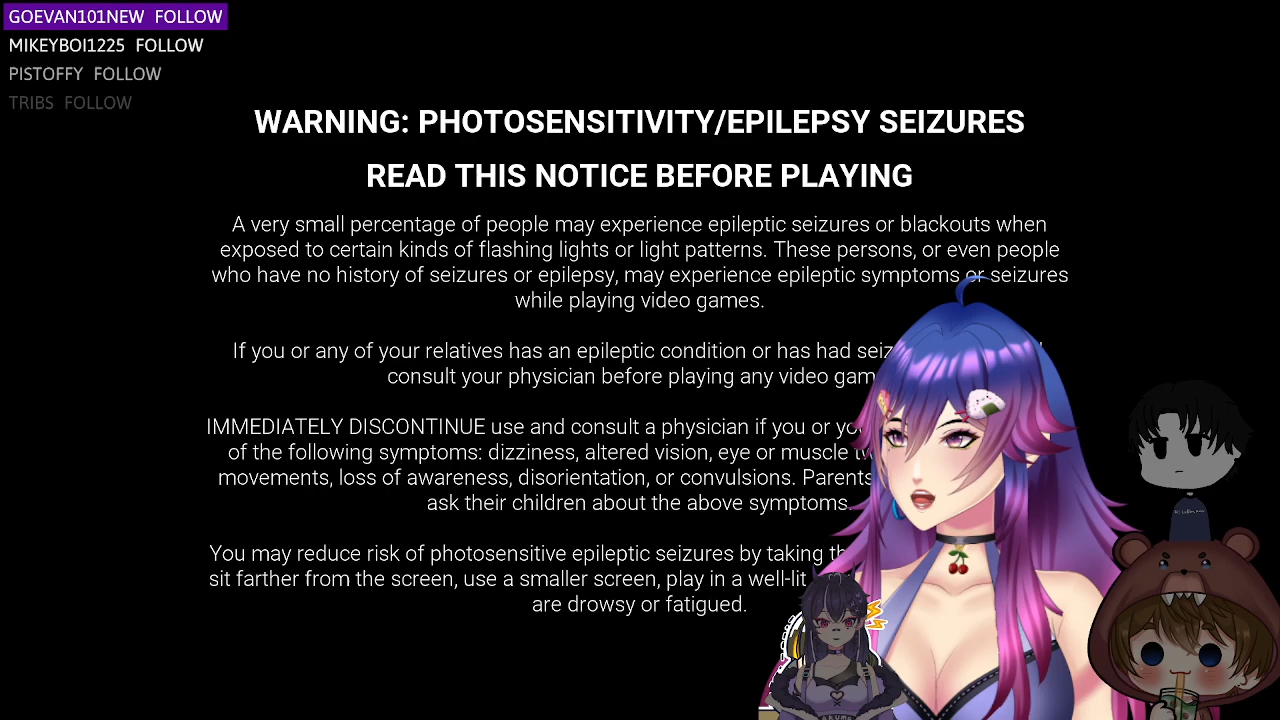 GOEVAN101NEW FOLLOW
MIKEYBOI1225 FOLLOW
PISTOFFY FOLLOW
TRIBS FOLLOW
WARNING: PHOTOSENSITIVITY/EPILEPSY SEIZURES
READ THIS NOTICE BEFORE PLAYING
A very small percentage of people may experience epileptic seizures or blackouts when
exposed to certain kinds of flashing lights or light patterns. These persons, or even people
who have no history of seizures or epilepsy, may experience epileptic symptoms or seizures
while playing video games.
If you or any of your relatives has an epileptic condition or has had
consult your physician before playing any video
IMMEDIATELY DISCONTINUE use and consult a physician if you or
of the following symptoms: dizziness, altered vision, eye or muscle
movements, loss of awareness, disorientation, or convulsions. Parents
ask their children about the above symptoms.
You may reduce risk of photosensitive epileptic seizures by taking
sit farther from the screen, use a smaller screen, play in a well-lit
are drowsy or fatigued.